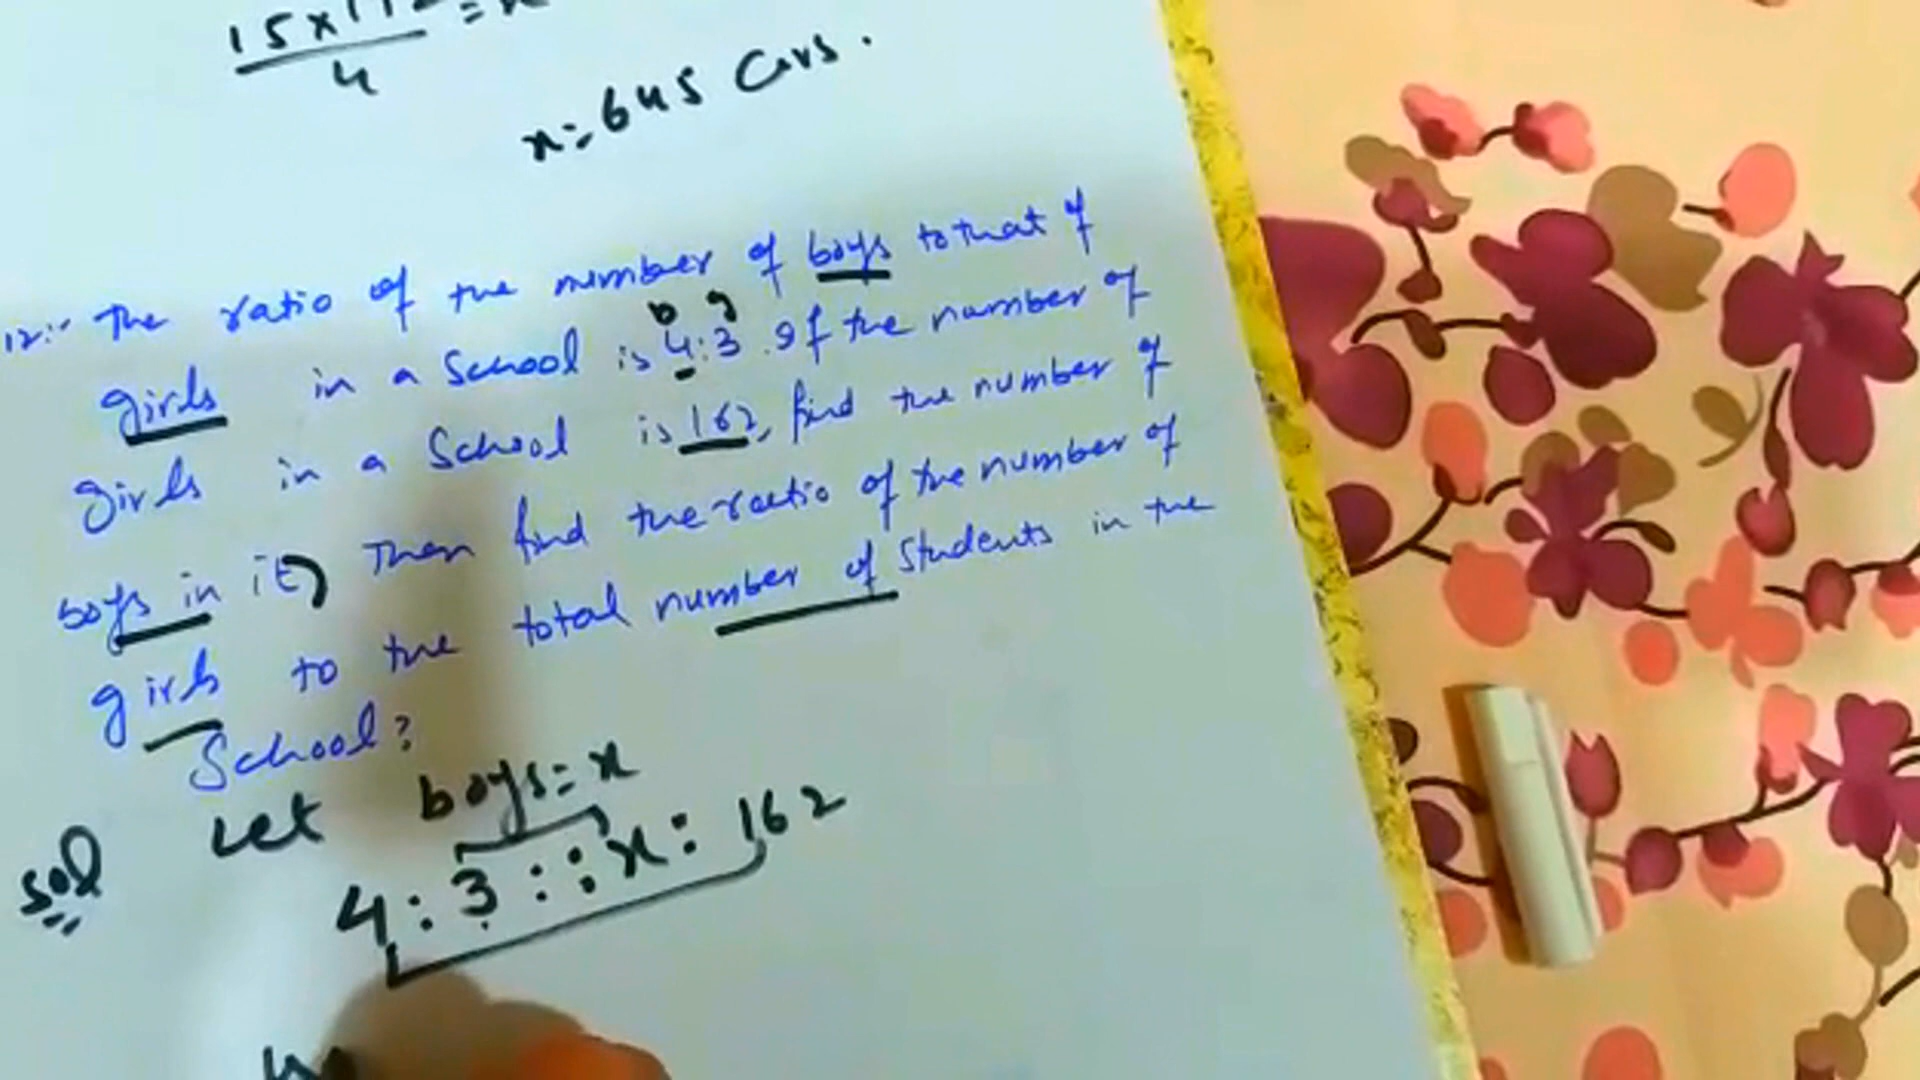 15x11
4
x=645 Cars.
12:- The ratio of the number of boys to that of
b g
girls in a School is 4:3. If the number of
girls in a School is 162, find the number of
boys in it) Then find the ratio of the number of
girls to the total number of Students in the
School?
sol Let boys=x
4:3::x:162
4